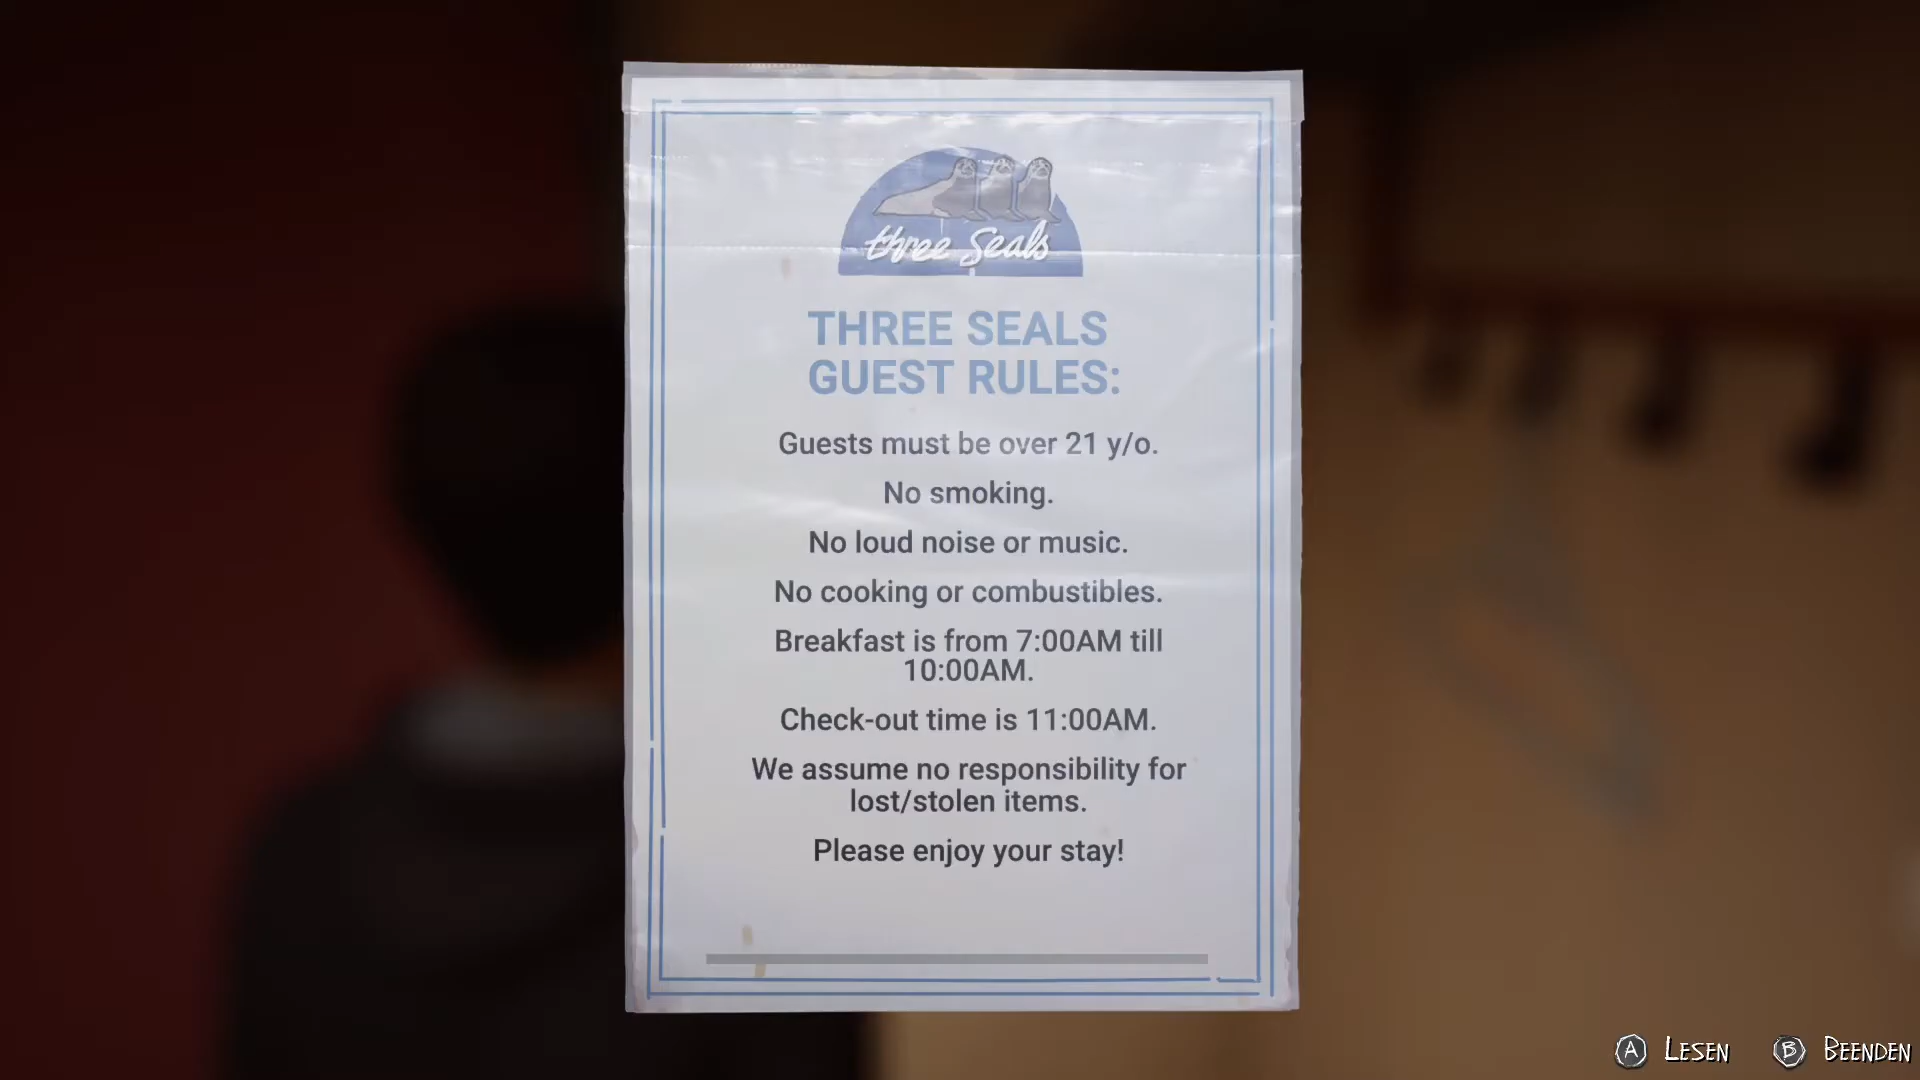 three Seals
THREE SEALS
GUEST RULES:
Guests must be over 21 y/o.
No smoking.
No loud noise or music.
No cooking or combustibles.
Breakfast is from 7:00AM till
10:00AM.
Check-out time is 11:00AM.
We assume no responsibility for
lost/stolen items.
Please enjoy your stay!
A LESEN B BEENDEN